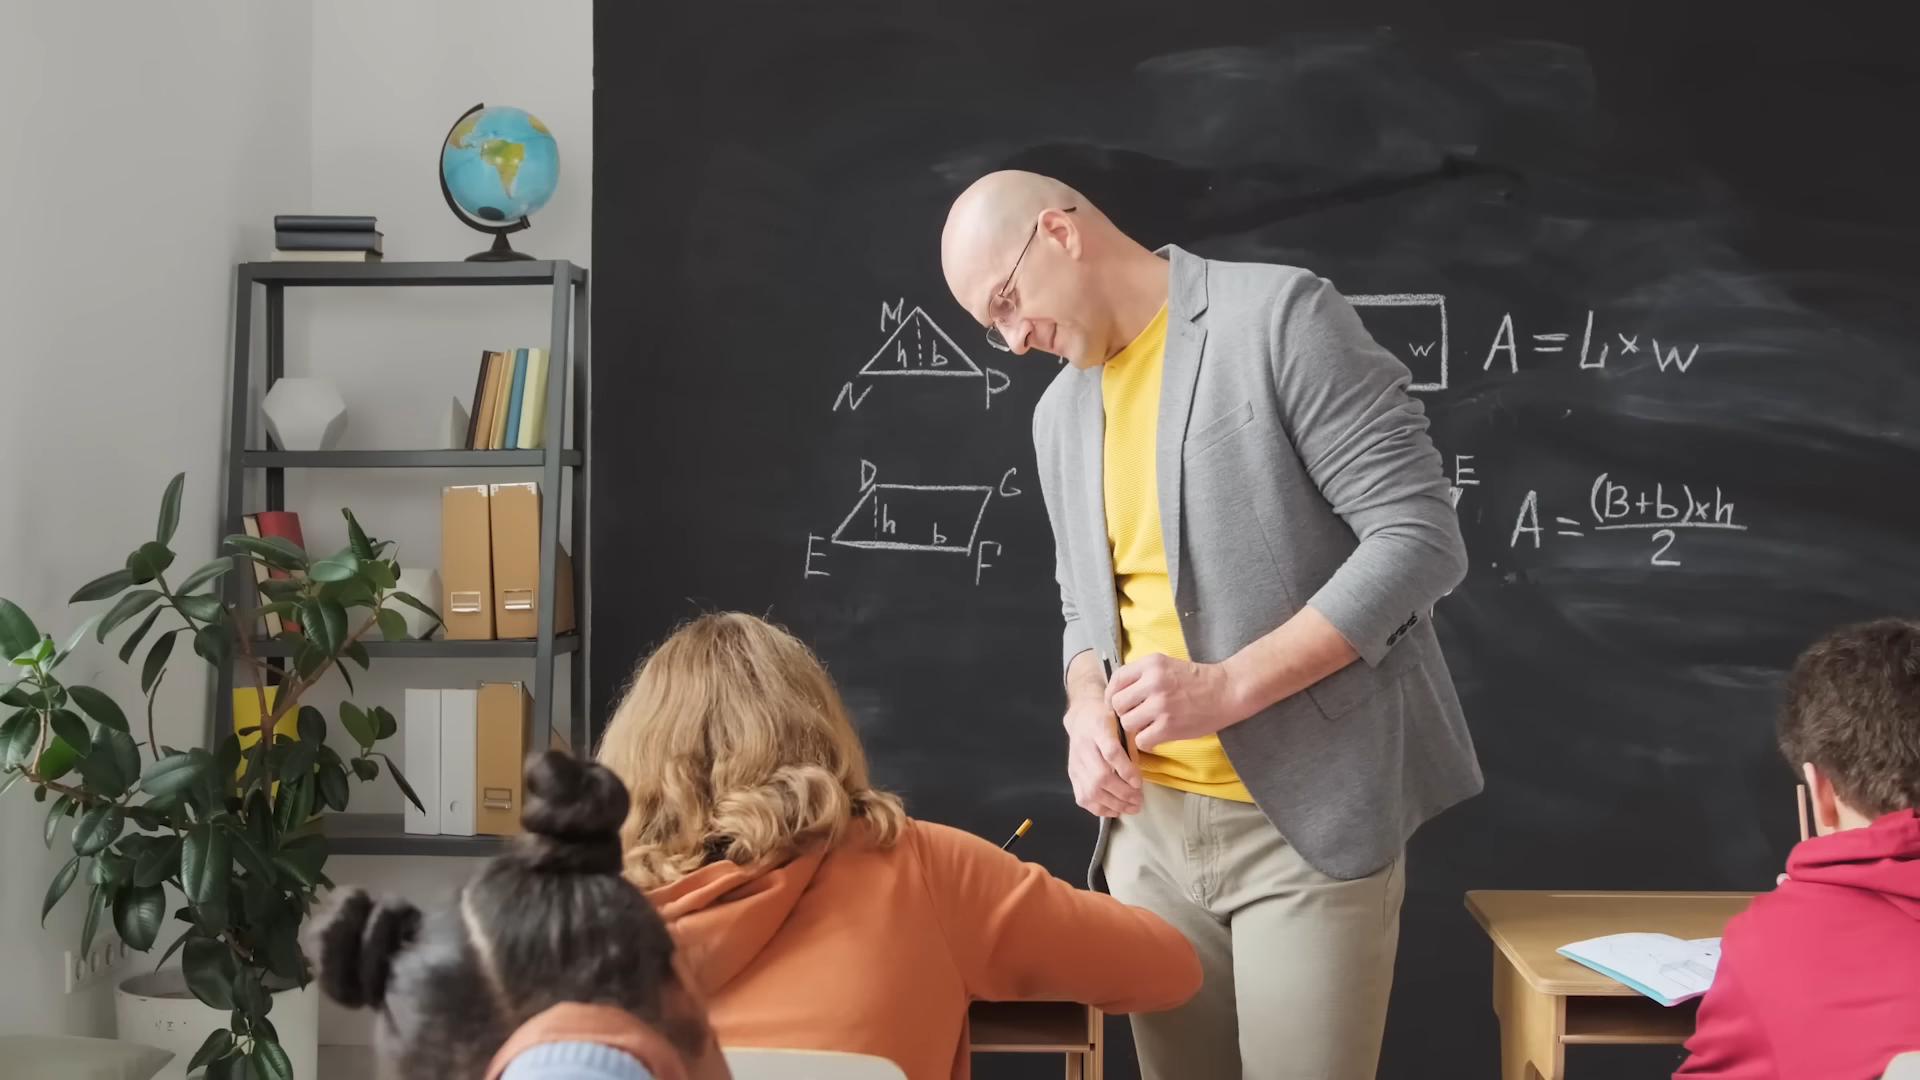 M
h b
N P
w A = L × w
D G
h b
E F
E
A = (B+b)×h
2